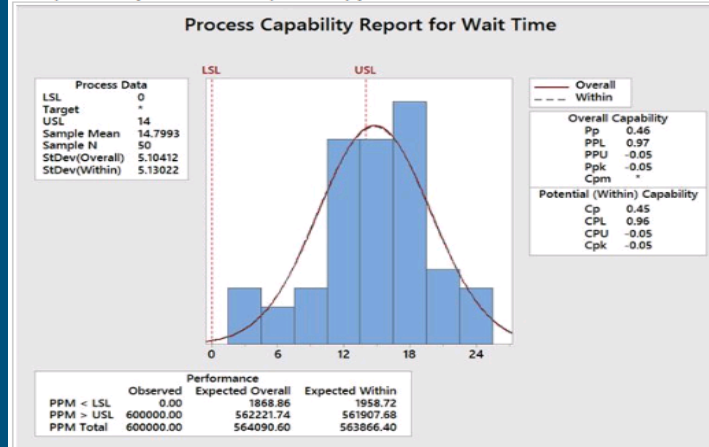 Process Capability Report for Wait Time
LSL USL
Process Data
LSL 0
Target *
USL 14
Sample Mean 14.7993
Sample N 50
StDev(Overall) 5.10412
StDev(Within) 5.13022
Overall
Within
Overall Capability
Pp 0.46
PPL 0.97
PPU -0.05
Ppk -0.05
Cpm *
Potential (Within) Capability
Cp 0.45
CPL 0.96
CPU -0.05
Cpk -0.05
0 6 12 18 24
Performance
Observed Expected Overall Expected Within
PPM < LSL 0.00 1868.86 1958.72
PPM > USL 600000.00 562221.74 561907.68
PPM Total 600000.00 564090.60 563866.40